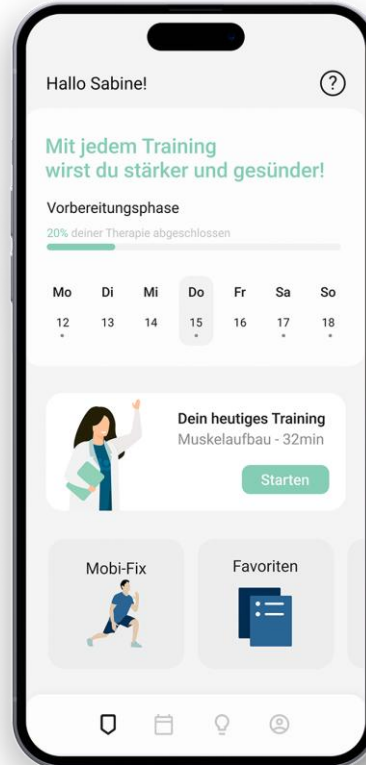 Hallo Sabine!
?
Mit jedem Training
wirst du stärker und gesünder!
Vorbereitungsphase
20% deiner Therapie abgeschlossen
Mo Di Mi Do Fr Sa So
12 13 14 15 16 17 18
Dein heutiges Training
Muskelaufbau - 32min
Starten
Mobi-Fix
Favoriten